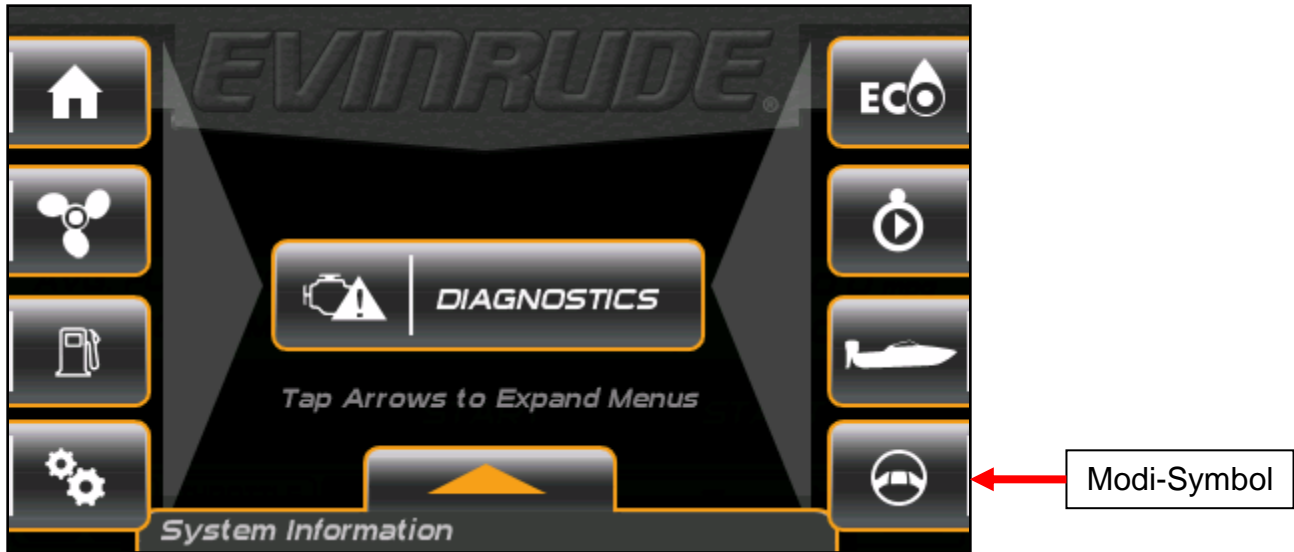 EVINRUDE®
ECO
DIAGNOSTICS
Tap Arrows to Expand Menus
System Information
Modi-Symbol